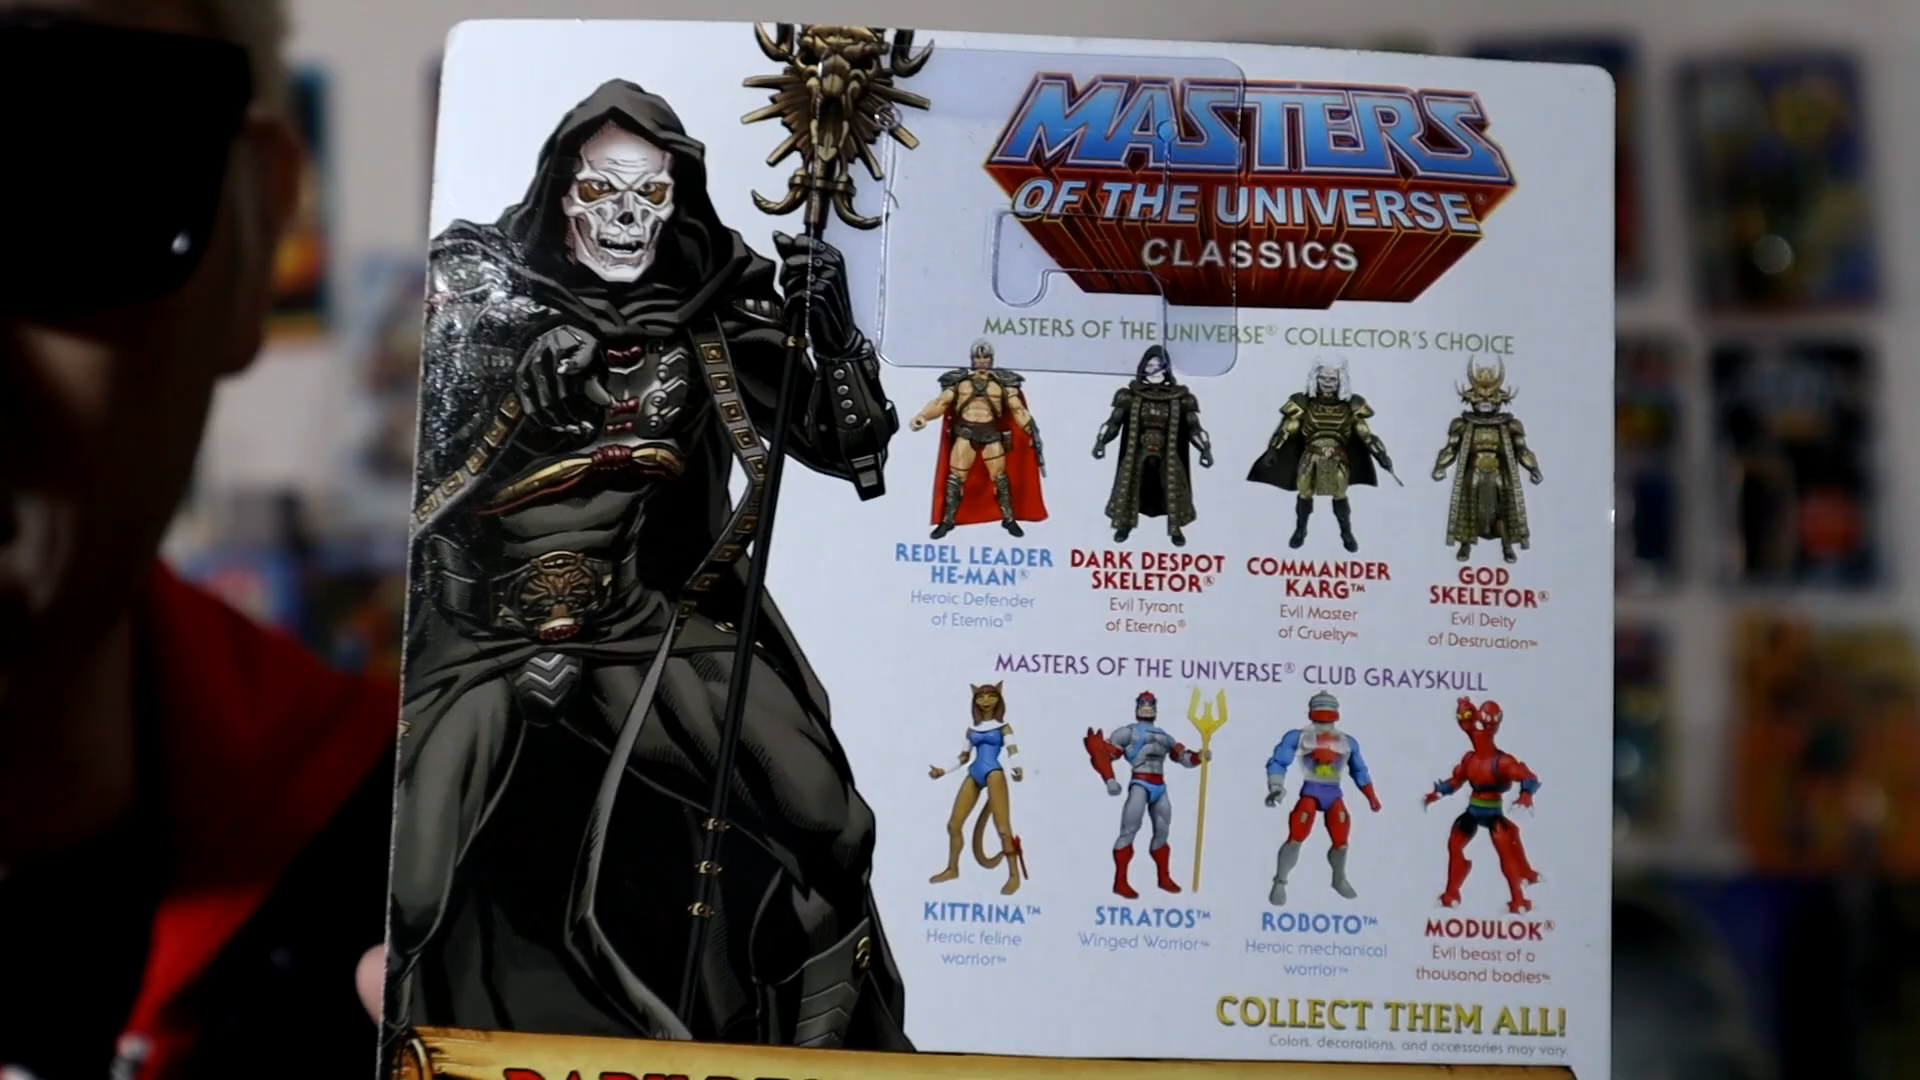 MASTERS
OF THE UNIVERSE®
CLASSICS
MASTERS OF THE UNIVERSE® COLLECTOR'S CHOICE
REBEL LEADER
HE-MAN®
Heroic Defender
of Eternia®
DARK DESPOT
SKELETOR®
Evil Tyrant
of Eternia®
COMMANDER
KARG™
Evil Master
of Cruelty™
GOD
SKELETOR®
Evil Deity
of Destruction™
MASTERS OF THE UNIVERSE® CLUB GRAYSKULL
KITTRINA™
Heroic feline
warrior™
STRATOS™
Winged Warrior™
ROBOTO™
Heroic mechanical
warrior™
MODULOK®
Evil beast of a
thousand bodies™
COLLECT THEM ALL!
Colors, decorations, and accessories may vary.